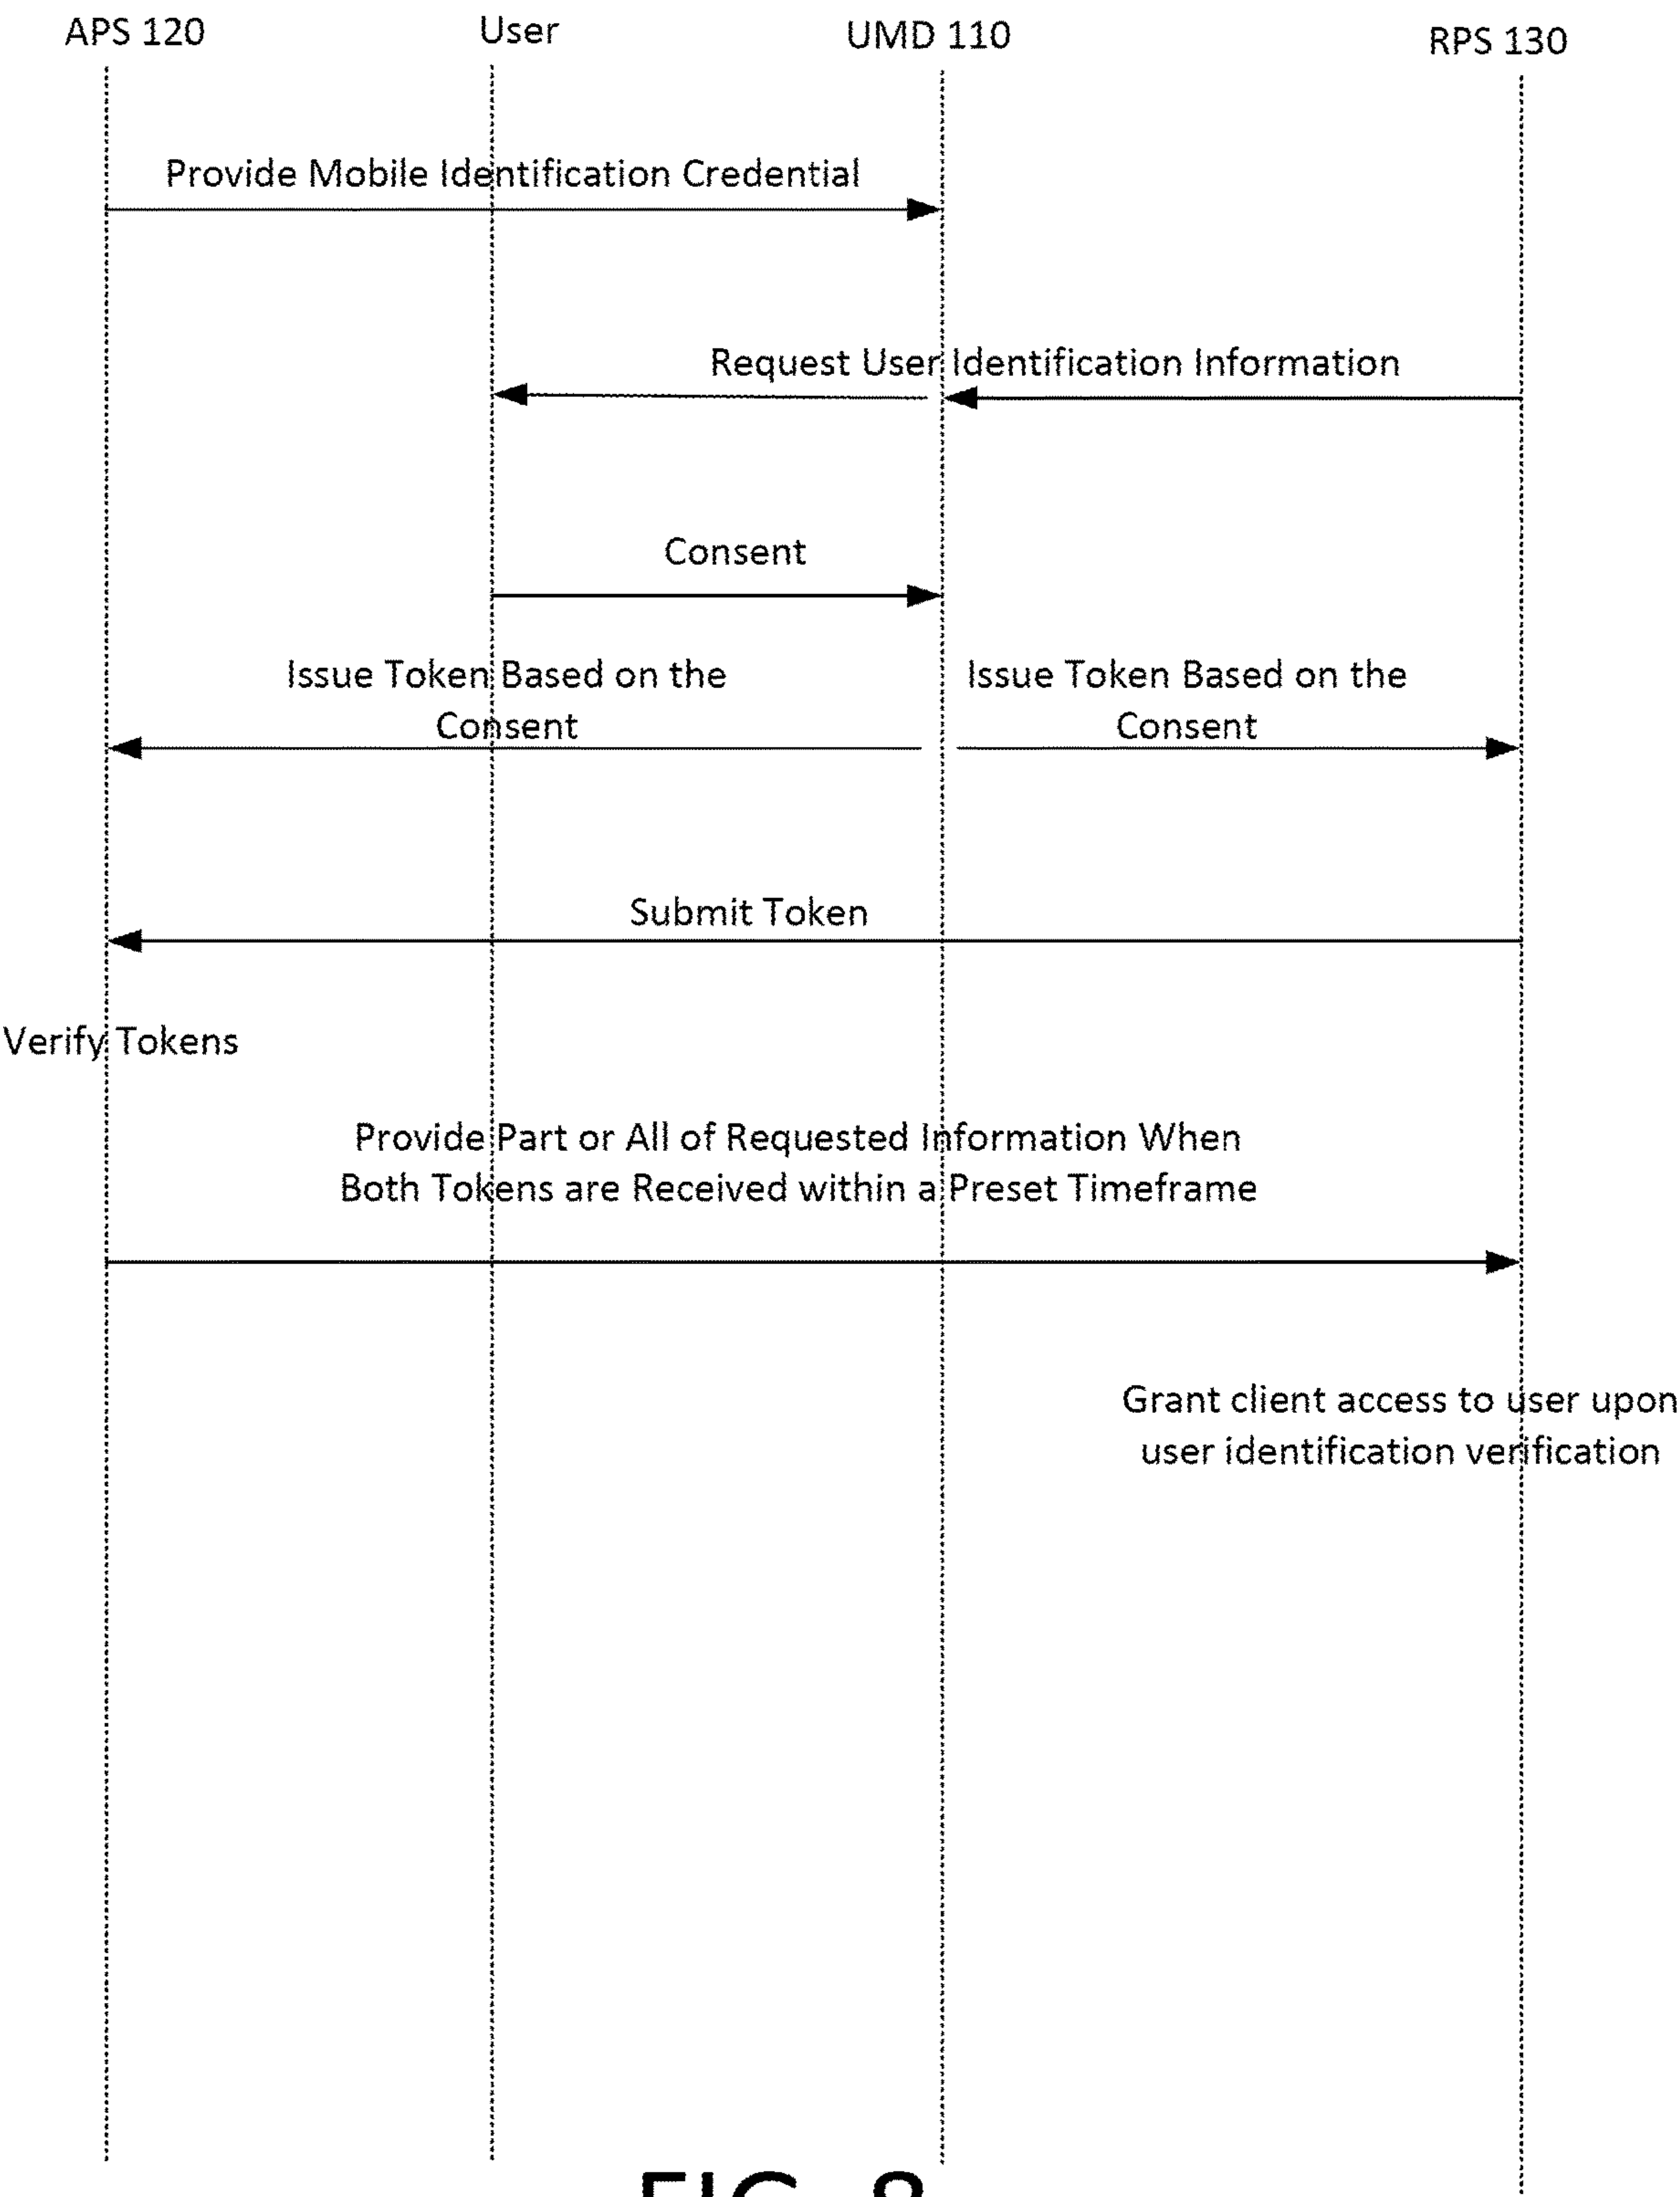 APS 120
User
UMD 110
RPS 130
Provide Mobile Identification Credential
Request User Identification Information
Consent
Issue Token Based on the
Consent
Issue Token Based on the
Consent
Submit Token
Verify Tokens
Provide Part or All of Requested Information When
Both Tokens are Received within a Preset Timeframe
Grant client access to user upon
user identification verification
FIG. 8